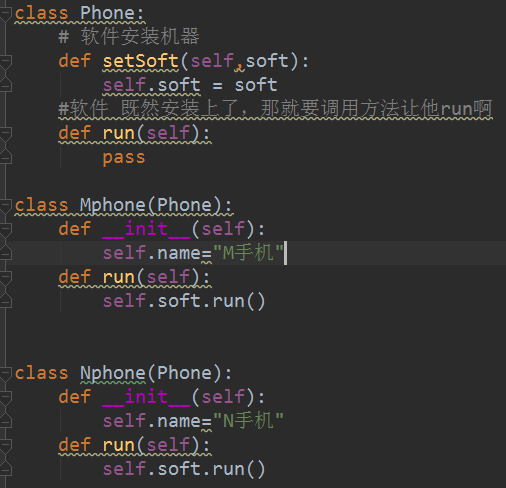 class Phone:
    # 软件安装机器
    def setSoft(self,soft):
        self.soft = soft
    #软件 既然安装上了，那就要调用方法让他run啊
    def run(self):
        pass

class Mphone(Phone):
    def __init__(self):
        self.name="M手机"
    def run(self):
        self.soft.run()


class Nphone(Phone):
    def __init__(self):
        self.name="N手机"
    def run(self):
        self.soft.run()